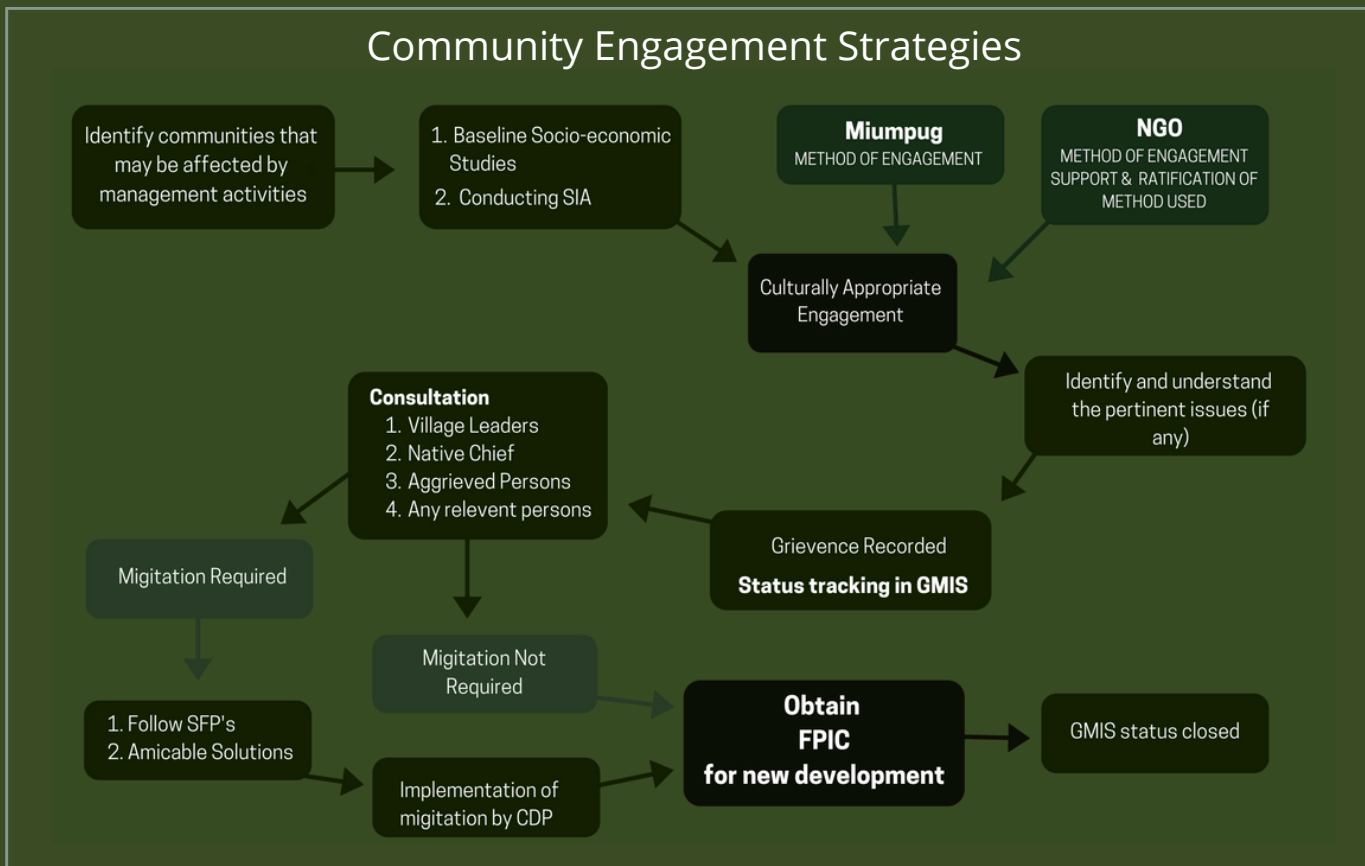 Community Engagement Strategies
Identify communities that
may be affected by
management activities
1. Baseline Socio-economic
Studies
2. Conducting SIA
Miumpug
METHOD OF ENGAGEMENT
NGO
METHOD OF ENGAGEMENT
SUPPORT & RATIFICATION OF
METHOD USED
Culturally Appropriate
Engagement
Identify and understand
the pertinent issues (if
any)
Grievence Recorded
Status tracking in GMIS
Consultation
1. Village Leaders
2. Native Chief
3. Aggrieved Persons
4. Any relevent persons
Migitation Required
Migitation Not
Required
1. Follow SFP's
2. Amicable Solutions
Implementation of
migitation by CDP
Obtain
FPIC
for new development
GMIS status closed